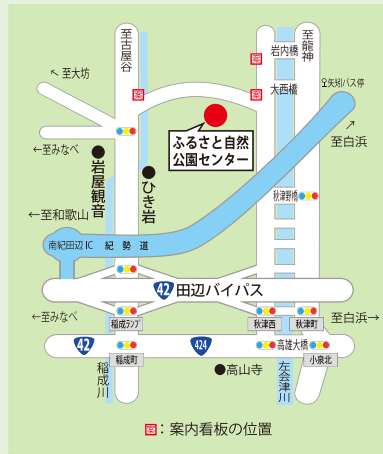 至古屋谷
至龍神
岩内橋
案
↖至大坊
大西橋
矢矧バス停
案
案
ふるさと自然
公園センター
↗
至白浜
←至みなべ
岩屋観音
ひき岩
秋津野橋
←至和歌山
南紀田辺IC 紀勢道
42 田辺バイパス
←至みなべ
稲成ランプ
秋津西
秋津町
至白浜→
42
424
高雄大橋
稲成町
小泉北
稲成川
高山寺
左会津川
案:案内看板の位置